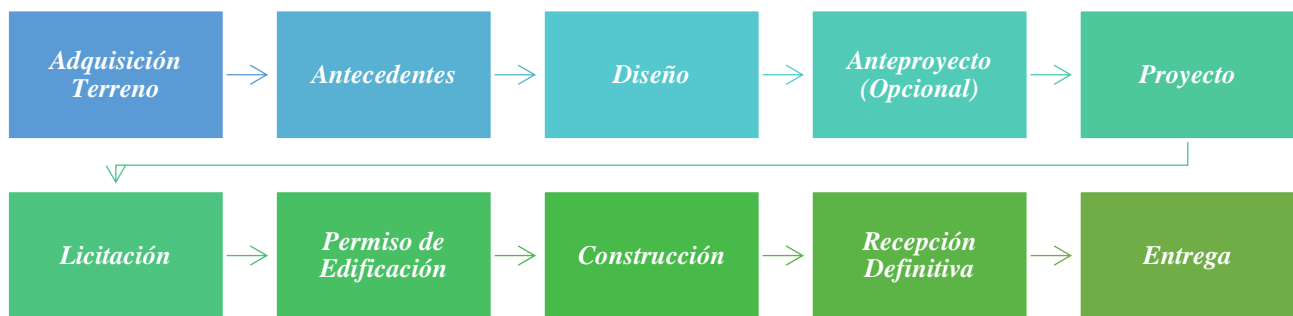 Adquisición
Terreno
Antecedentes
Diseño
Anteproyecto
(Opcional)
Proyecto
Licitación
Permiso de
Edificación
Construcción
Recepción
Definitiva
Entrega